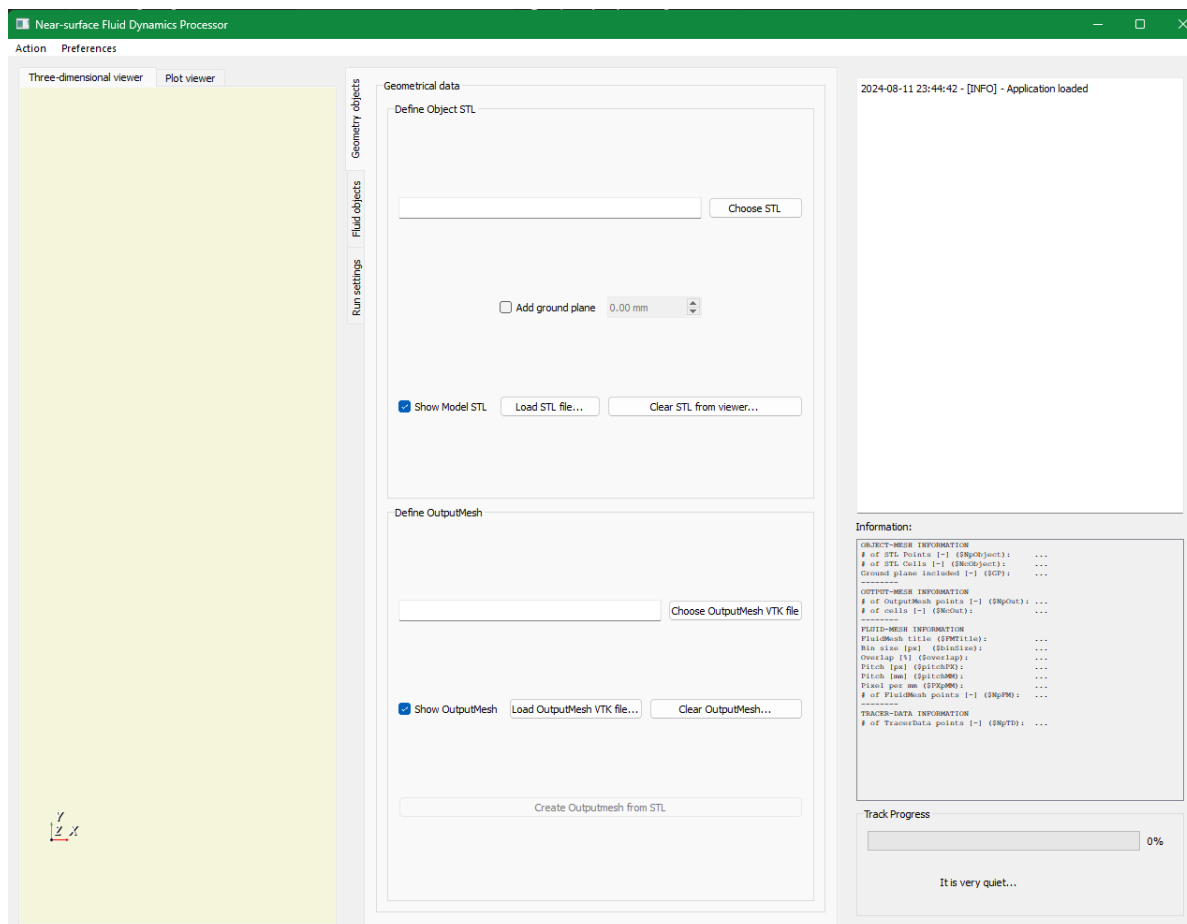 Near-surface Fluid Dynamics Processor
Action Preferences
Three-dimensional viewer Plot viewer
Y
Z X
Geometry objects
Fluid objects
Run settings
Geometrical data
Define Object STL
Choose STL
Add ground plane 0.00 mm
Show Model STL Load STL file... Clear STL from viewer...
Define OutputMesh
Choose OutputMesh VTK file
Show OutputMesh Load OutputMesh VTK file... Clear OutputMesh...
Create Outputmesh from STL
2024-08-11 23:44:42 - [INFO] - Application loaded
Information:
OBJECT-MESH INFORMATION
# of STL Points [-] ($NpObject): ...
# of STL Cells [-] ($NcObject): ...
Ground plane included [-] ($GP): ...
--------
OUTPUT-MESH INFORMATION
# of OutputMesh points [-] ($NpOut): ...
# of cells [-] ($NcOut): ...
--------
FLUID-MESH INFORMATION
FluidMesh title ($FMTitle): ...
Bin size [px] ($binSize): ...
Overlap [%] ($overlap): ...
Pitch [px] ($pitchPX): ...
Pitch [mm] ($pitchMM): ...
Pixel per mm ($PXpMM): ...
# of FluidMesh points [-] ($NpFM): ...
--------
TRACER-DATA INFORMATION
# of TracerData points [-] ($NpTD): ...
Track Progress
0%
It is very quiet...